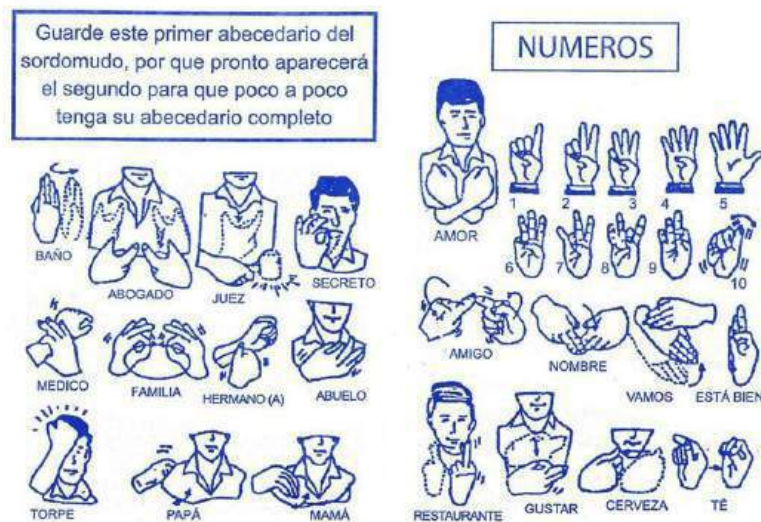 Guarde este primer abecedario del
sordomudo, por que pronto aparecerá
el segundo para que poco a poco
tenga su abecedario completo
BAÑO
ABOGADO
JUEZ
SECRETO
MEDICO
FAMILIA
HERMANO (A)
ABUELO
TORPE
PAPÁ
MAMÁ
NUMEROS
AMOR
1 2 3 4 5
6 7 8 9 10
AMIGO
NOMBRE
VAMOS
ESTÁ BIEN
RESTAURANTE
GUSTAR
CERVEZA
TÉ